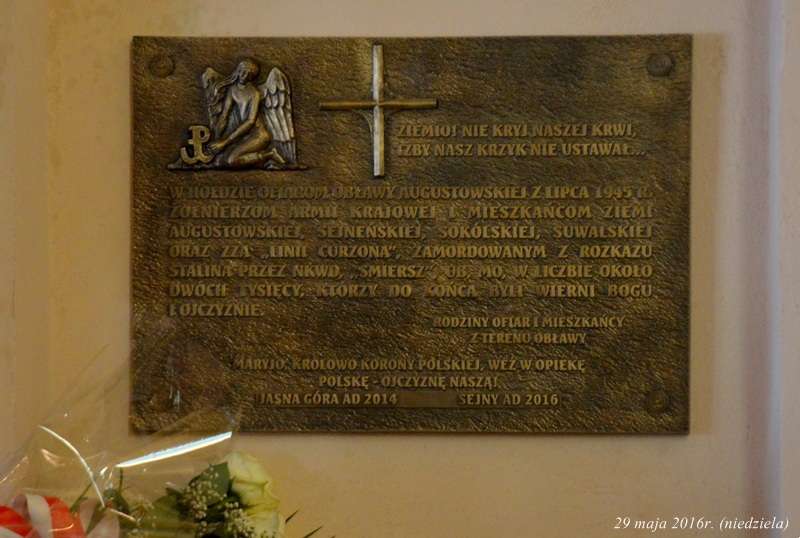 ZIEMIO! NIE KRYJ NASZEJ KRWI,
IŻBY NASZ KRZYK NIE USTAWAŁ...
W HOŁDZIE OFIAROM OBŁAWY AUGUSTOWSKIEJ Z LIPCA 1945 R.
ŻOŁNIERZOM ARMII KRAJOWEJ I MIESZKAŃCOM ZIEMI
AUGUSTOWSKIEJ, SEJNEŃSKIEJ, SOKÓLSKIEJ, SUWALSKIEJ
ORAZ ZZA „LINII CURZONA”, ZAMORDOWANYM Z ROZKAZU
STALINA PRZEZ NKWD, „SMIERSZ”, UB, MO, W LICZBIE OKOŁO
DWÓCH TYSIĘCY, KTÓRZY DO KOŃCA BYLI WIERNI BOGU
I OJCZYŹNIE.
RODZINY OFIAR I MIESZKAŃCY
Z TERENU OBŁAWY
MARYJO, KRÓLOWO KORONY POLSKIEJ, WEŹ W OPIEKĘ
POLSKĘ - OJCZYZNĘ NASZĄ!
JASNA GÓRA AD 2014 SEJNY AD 2016
29 maja 2016r. (niedziela)